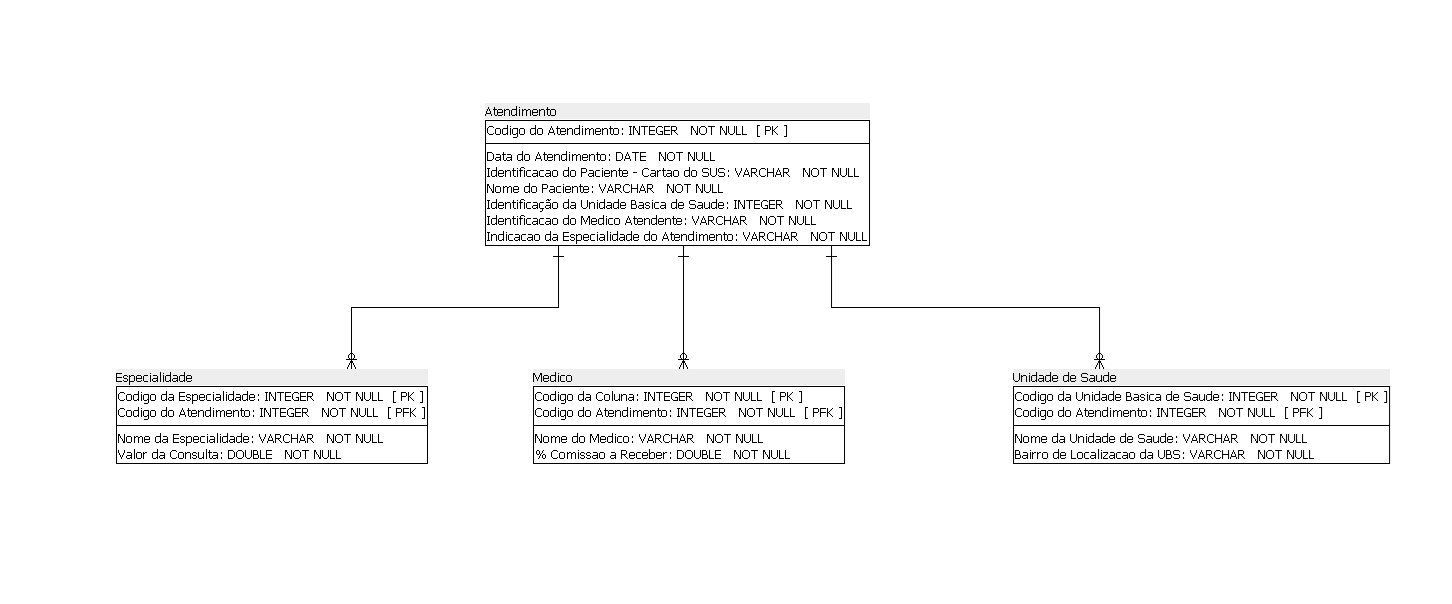 Atendimento
Codigo do Atendimento: INTEGER NOT NULL [ PK ]
Data do Atendimento: DATE NOT NULL
Identificacao do Paciente - Cartao do SUS: VARCHAR NOT NULL
Nome do Paciente: VARCHAR NOT NULL
Identificação da Unidade Basica de Saude: INTEGER NOT NULL
Identificacao do Medico Atendente: VARCHAR NOT NULL
Indicacao da Especialidade do Atendimento: VARCHAR NOT NULL
Especialidade
Codigo da Especialidade: INTEGER NOT NULL [ PK ]
Codigo do Atendimento: INTEGER NOT NULL [ PFK ]
Nome da Especialidade: VARCHAR NOT NULL
Valor da Consulta: DOUBLE NOT NULL
Medico
Codigo da Coluna: INTEGER NOT NULL [ PK ]
Codigo do Atendimento: INTEGER NOT NULL [ PFK ]
Nome do Medico: VARCHAR NOT NULL
% Comissao a Receber: DOUBLE NOT NULL
Unidade de Saude
Codigo da Unidade Basica de Saude: INTEGER NOT NULL [ PK ]
Codigo do Atendimento: INTEGER NOT NULL [ PFK ]
Nome da Unidade de Saude: VARCHAR NOT NULL
Bairro de Localizacao da UBS: VARCHAR NOT NULL